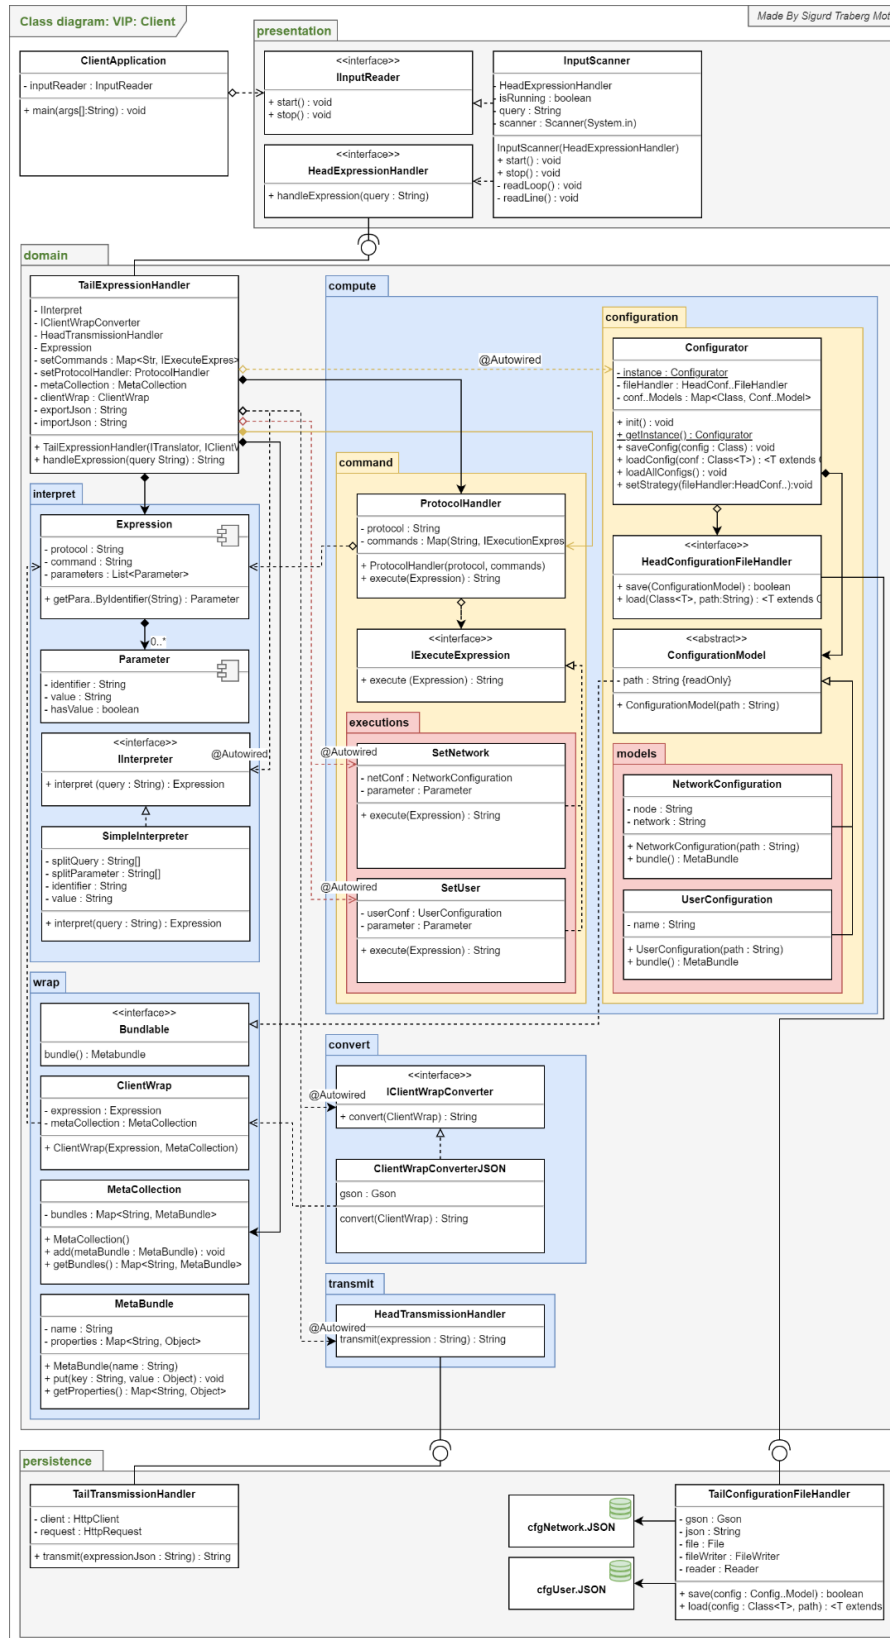 Class diagram: VIP: Client
Made By Sigurd Traberg Mot
presentation
ClientApplication
- inputReader : InputReader
+ main(args[]:String) : void
<<interface>>
IInputReader
+ start() : void
+ stop() : void
InputScanner
- HeadExpressionHandler
- isRunning : boolean
- query : String
- scanner : Scanner(System.in)
InputScanner(HeadExpressionHandler)
+ start() : void
+ stop() : void
- readLoop() : void
- readLine() : void
<<interface>>
HeadExpressionHandler
+ handleExpression(query : String)
domain
TailExpressionHandler
- IInterpret
- IClientWrapConverter
- HeadTransmissionHandler
- Expression
- setCommands : Map<Str, IExecuteExpres>
- setProtocolHandler: ProtocolHandler
- metaCollection : MetaCollection
- clientWrap : ClientWrap
- exportJson : String
- importJson : String
+ TailExpressionHandler(ITranslator, IClientV
+ handleExpression(query String) : String
compute
@Autowired
configuration
Configurator
- instance : Configurator
- fileHandler : HeadConf..FileHandler
- conf..Models : Map<Class, Conf..Model>
+ init() : void
+ getInstance() : Configurator
+ saveConfig(config : Class) : void
+ loadConfig(conf : Class<T>) : <T extends C
+ loadAllConfigs() : void
+ setStrategy(fileHandler:HeadConf..):void
<<interface>>
HeadConfigurationFileHandler
+ save(ConfigurationModel) : boolean
+ load(Class<T>, path:String) : <T extends C
<<abstract>>
ConfigurationModel
- path : String {readOnly}
+ ConfigurationModel(path : String)
models
NetworkConfiguration
- node : String
- network : String
+ NetworkConfiguration(path : String)
+ bundle() : MetaBundle
UserConfiguration
- name : String
+ UserConfiguration(path : String)
+ bundle() : MetaBundle
command
ProtocolHandler
- protocol : String
- commands : Map(String, IExecutionExpres
+ ProtocolHandler(protocol, commands)
+ execute(Expression) : String
<<interface>>
IExecuteExpression
+ execute (Expression) : String
executions
@Autowired
SetNetwork
- netConf : NetworkConfiguration
- parameter : Parameter
+ execute(Expression) : String
@Autowired
SetUser
- userConf : UserConfiguration
- parameter : Parameter
+ execute(Expression) : String
interpret
Expression
- protocol : String
- command : String
- parameters : List<Parameter>
+ getPara..ByIdentifier(String) : Parameter
0..*
Parameter
- identifier : String
- value : String
- hasValue : boolean
<<interface>>
IInterpreter
@Autowired
+ interpret (query : String) : Expression
SimpleInterpreter
- splitQuery : String[]
- splitParameter : String[]
- identifier : String
- value : String
+ interpret(query : String) : Expression
wrap
<<interface>>
Bundlable
bundle() : Metabundle
ClientWrap
- expression : Expression
- metaCollection : MetaCollection
+ ClientWrap(Expression, MetaCollection)
MetaCollection
- bundles : Map<String, MetaBundle>
+ MetaCollection()
+ add(metaBundle : MetaBundle) : void
+ getBundles() : Map<String, MetaBundle>
MetaBundle
- name : String
- properties : Map<String, Object>
+ MetaBundle(name : String)
+ put(key : String, value : Object) : void
+ getProperties() : Map<String, Object>
convert
<<interface>>
IClientWrapConverter
@Autowired
+ convert(ClientWrap) : String
ClientWrapConverterJSON
gson : Gson
convert(ClientWrap) : String
transmit
HeadTransmissionHandler
@Autowired
transmit(expression : String) : String
persistence
TailTransmissionHandler
- client : HttpClient
- request : HttpRequest
+ transmit(expressionJson : String) : String
cfgNetwork.JSON
cfgUser.JSON
TailConfigurationFileHandler
- gson : Gson
- json : String
- file : File
- fileWriter : FileWriter
- reader : Reader
+ save(config : Config..Model) : boolean
+ load(config : Class<T>, path) : <T extends